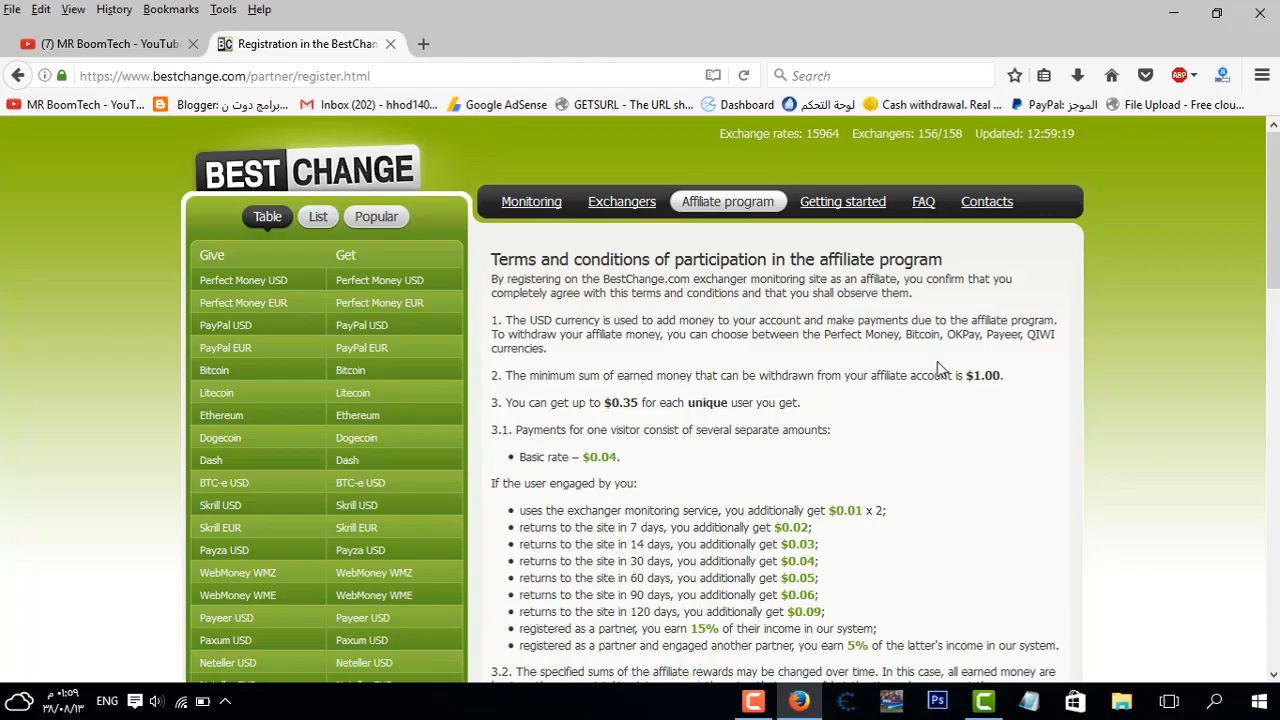 File Edit View History Bookmarks Tools Help
(7) MR BoomTech - YouTube
Registration in the BestChan
https://www.bestchange.com/partner/register.html
Search
MR BoomTech - YouT...
Blogger: برامج دوت ن...
Inbox (202) - hhod140...
Google AdSense
GETSURL - The URL sh...
Dashboard
لوحة التحكم
Cash withdrawal. Real ...
PayPal: الموجز
File Upload - Free clou...
ABP
Exchange rates: 15964 Exchangers: 156/158 Updated: 12:59:19
BEST CHANGE
Monitoring Exchangers Affiliate program Getting started FAQ Contacts
Table List Popular
Give Get
Perfect Money USD Perfect Money USD
Perfect Money EUR Perfect Money EUR
PayPal USD PayPal USD
PayPal EUR PayPal EUR
Bitcoin Bitcoin
Litecoin Litecoin
Ethereum Ethereum
Dogecoin Dogecoin
Dash Dash
BTC-e USD BTC-e USD
Skrill USD Skrill USD
Skrill EUR Skrill EUR
Payza USD Payza USD
WebMoney WMZ WebMoney WMZ
WebMoney WME WebMoney WME
Payeer USD Payeer USD
Paxum USD Paxum USD
Neteller USD Neteller USD
Terms and conditions of participation in the affiliate program
By registering on the BestChange.com exchanger monitoring site as an affiliate, you confirm that you
completely agree with this terms and conditions and that you shall observe them.
1. The USD currency is used to add money to your account and make payments due to the affiliate program.
To withdraw your affiliate money, you can choose between the Perfect Money, Bitcoin, OKPay, Payeer, QIWI
currencies.
2. The minimum sum of earned money that can be withdrawn from your affiliate account is $1.00.
3. You can get up to $0.35 for each unique user you get.
3.1. Payments for one visitor consist of several separate amounts:
• Basic rate – $0.04.
If the user engaged by you:
• uses the exchanger monitoring service, you additionally get $0.01 x 2;
• returns to the site in 7 days, you additionally get $0.02;
• returns to the site in 14 days, you additionally get $0.03;
• returns to the site in 30 days, you additionally get $0.04;
• returns to the site in 60 days, you additionally get $0.05;
• returns to the site in 90 days, you additionally get $0.06;
• returns to the site in 120 days, you additionally get $0.09;
• registered as a partner, you earn 15% of their income in our system;
• registered as a partner and engaged another partner, you earn 5% of the latter's income in our system.
3.2. The specified sums of the affiliate rewards may be changed over time. In this case, all earned money are
ENG
Ps